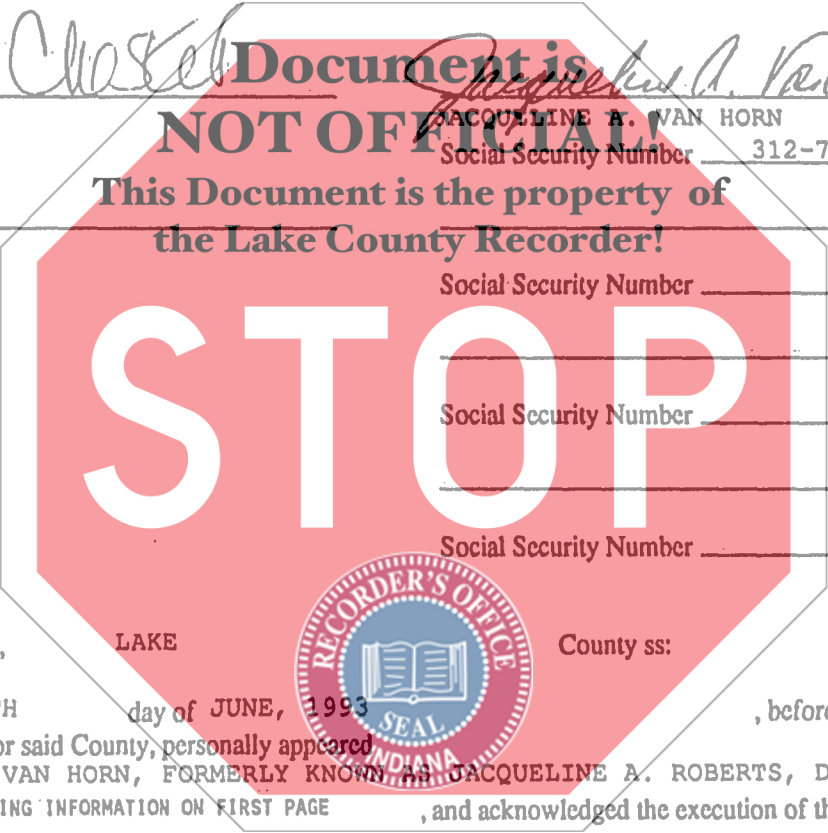 Document is
NOT OFFICIAL!
JACQUELINE A. VAN HORN
Social Security Number 312-7
This Document is the property of
the Lake County Recorder!
Social Security Number
STOP
Social Security Number
Social Security Number
RECORDER'S OFFICE
SEAL
INDIANA
, LAKE County ss:
H day of JUNE, 1993 , before
or said County, personally appeared
VAN HORN, FORMERLY KNOWN AS JACQUELINE A. ROBERTS, D
ING INFORMATION ON FIRST PAGE , and acknowledged the execution of th